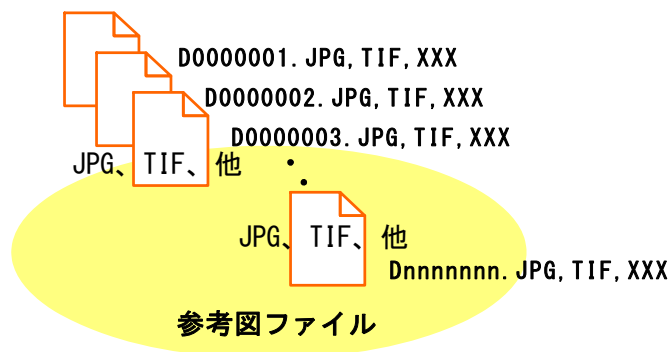 D0000001.JPG,TIF,XXX
D0000002.JPG,TIF,XXX
D0000003.JPG,TIF,XXX
JPG、TIF、他
JPG、TIF、他
Dnnnnnnn.JPG,TIF,XXX
参考図ファイル